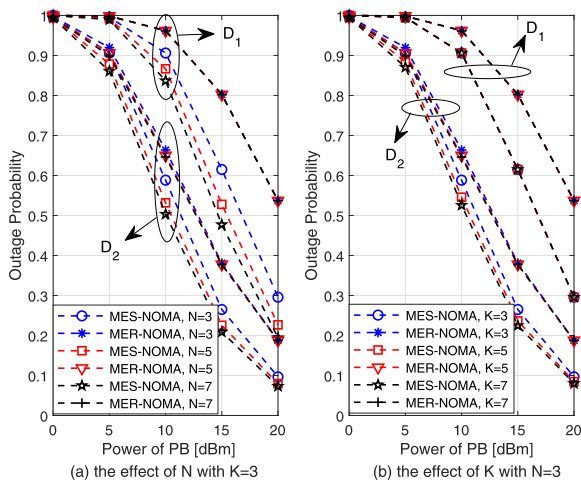 1
0.9
0.8
0.7
0.6
0.5
0.4
0.3
0.2
0.1
0
Outage Probability
D1
D2
MES-NOMA, N=3
MER-NOMA, N=3
MES-NOMA, N=5
MER-NOMA, N=5
MES-NOMA, N=7
MER-NOMA, N=7
0 5 10 15 20
Power of PB [dBm]
(a) the effect of N with K=3
1
0.9
0.8
0.7
0.6
0.5
0.4
0.3
0.2
0.1
0
Outage Probability
D1
D2
MES-NOMA, K=3
MER-NOMA, K=3
MES-NOMA, K=5
MER-NOMA, K=5
MES-NOMA, K=7
MER-NOMA, K=7
0 5 10 15 20
Power of PB [dBm]
(b) the effect of K with N=3